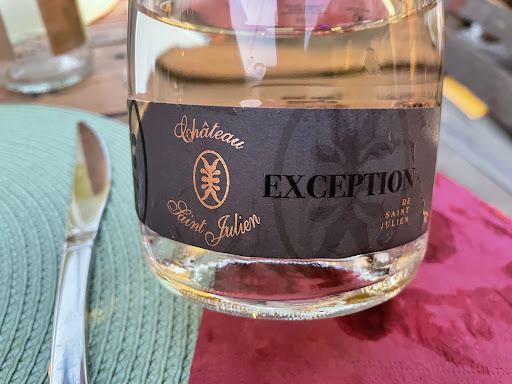 Château
Saint Julien
EXCEPTION
DE
SAINT
JULIEN